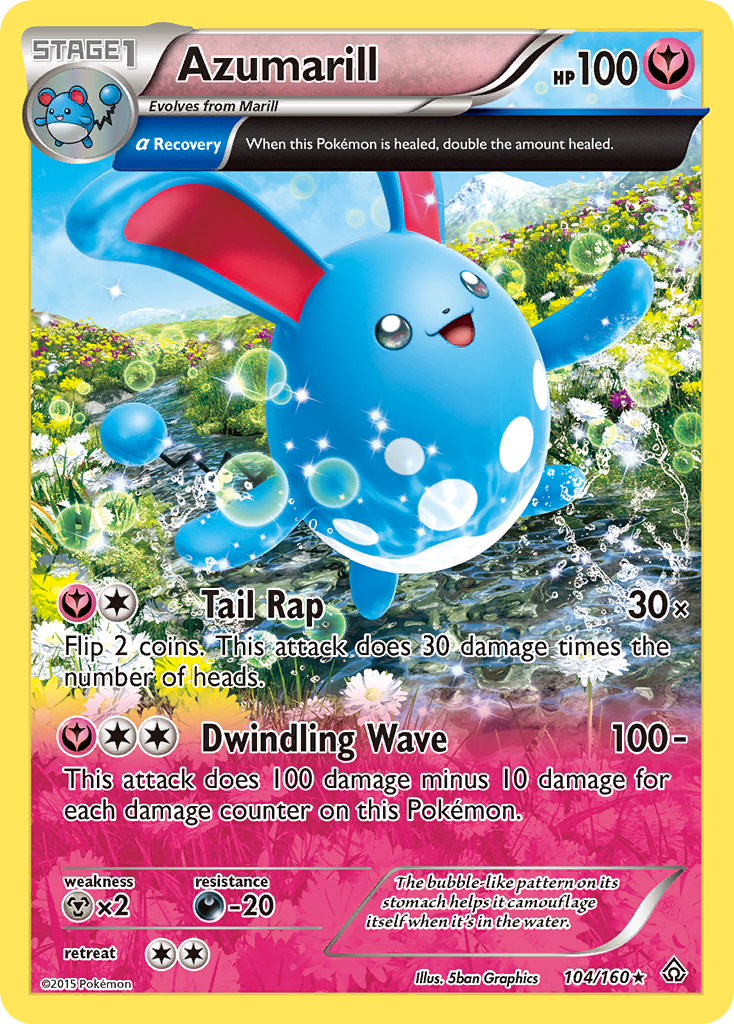 STAGE1
Azumarill
HP100
Evolves from Marill
α Recovery
When this Pokémon is healed, double the amount healed.
Tail Rap 30×
Flip 2 coins. This attack does 30 damage times the
number of heads.
Dwindling Wave 100-
This attack does 100 damage minus 10 damage for
each damage counter on this Pokémon.
weakness resistance
×2 -20
retreat
The bubble-like pattern on its
stomach helps it camouflage
itself when it's in the water.
Illus. 5ban Graphics 104/160★
©2015 Pokémon